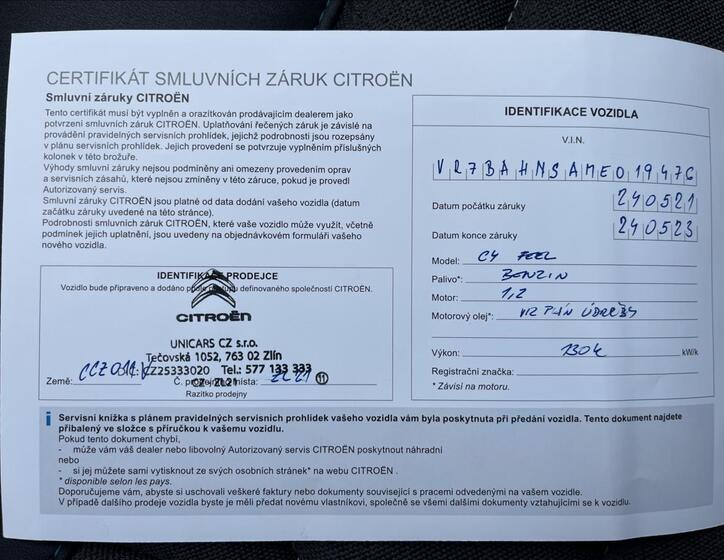 CERTIFIKÁT SMLUVNÍCH ZÁRUK CITROËN
Smluvní záruky CITROËN
Tento certifikát musí být vyplněn a orazítkován prodávajícím dealerem jako
potvrzení smluvních záruk CITROËN. Uplatňování řečených záruk je závislé na
provádění pravidelných servisních prohlídek, jejichž podrobnosti jsou rozepsány
v plánu servisních prohlídek. Jejich provedení se potvrzuje vyplněním příslušných
kolonek v této brožuře.
Výhody smluvních záruk nejsou podmíněny ani omezeny provedením oprav
a servisních zásahů, které nejsou zmíněny v této záruce, pokud je provedl
Autorizovaný servis.
Smluvní záruky CITROËN jsou platné od data dodání vašeho vozidla (datum
začátku záruky uvedené na této stránce).
Podrobnosti smluvních záruk CITROËN, které vaše vozidlo může využít, včetně
podmínek jejich uplatnění, jsou uvedeny na objednávkovém formuláři vašeho
nového vozidla.
IDENTIFIKACE PRODEJCE
Vozidlo bude připraveno a dodáno podle postupu definovaného společností CITROËN.
CITROËN
UNICARS CZ s.r.o.
Tečovská 1052, 763 02 Zlín
CZ25333020 Tel.: 577 133 333
Země:
Č. prodejního místa: 11
Razítko prodejny
IDENTIFIKACE VOZIDLA
V.I.N.
VR7BAHNSAME019476
Datum počátku záruky 240521
Datum konce záruky 240523
Model: C4 FEEL
Palivo*: BENZIN
Motor: 1,2
Motorový olej*: VIZ PLÁN ÚDRŽBY
Výkon: 130k kW/k
Registrační značka:
* Závisí na motoru.
i Servisní knížka s plánem pravidelných servisních prohlídek vašeho vozidla vám byla poskytnuta při předání vozidla. Tento dokument najdete
přibalený ve složce s příručkou k vašemu vozidlu.
Pokud tento dokument chybí,
- může vám váš dealer nebo libovolný Autorizovaný servis CITROËN poskytnout náhradní
nebo
- si jej můžete sami vytisknout ze svých osobních stránek* na webu CITROËN .
* disponible selon les pays.
Doporučujeme vám, abyste si uschovali veškeré faktury nebo dokumenty související s pracemi odvedenými na vašem vozidle.
V případě dalšího prodeje vozidla byste je měli předat novému vlastníkovi, společně se všemi dalšími dokumenty vztahujícími se k vozidlu.